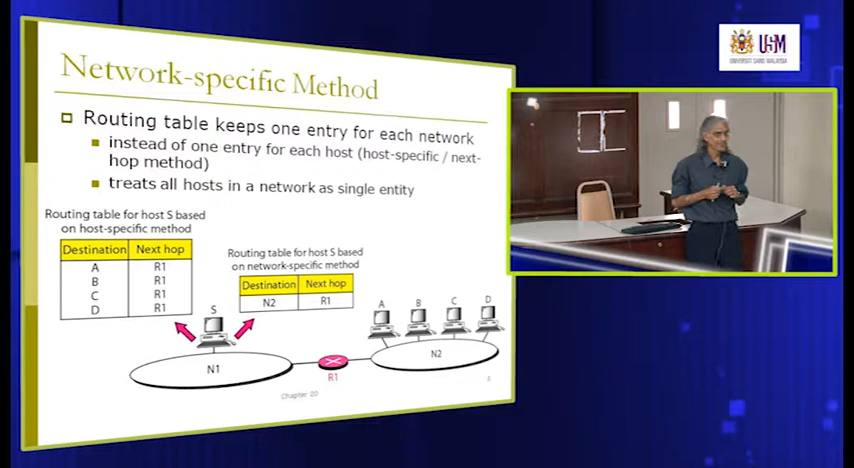 Network-specific Method
Routing table keeps one entry for each network
instead of one entry for each host (host-specific / next-
hop method)
treats all hosts in a network as single entity
Routing table for host S based
on host-specific method
Destination Next hop
A R1
B R1
C R1
D R1
Routing table for host S based
on network-specific method
Destination Next hop
N2 R1
S
A B C D
N1
R1
N2
Chapter 20
8
USM
UNIVERSITI SAINS MALAYSIA